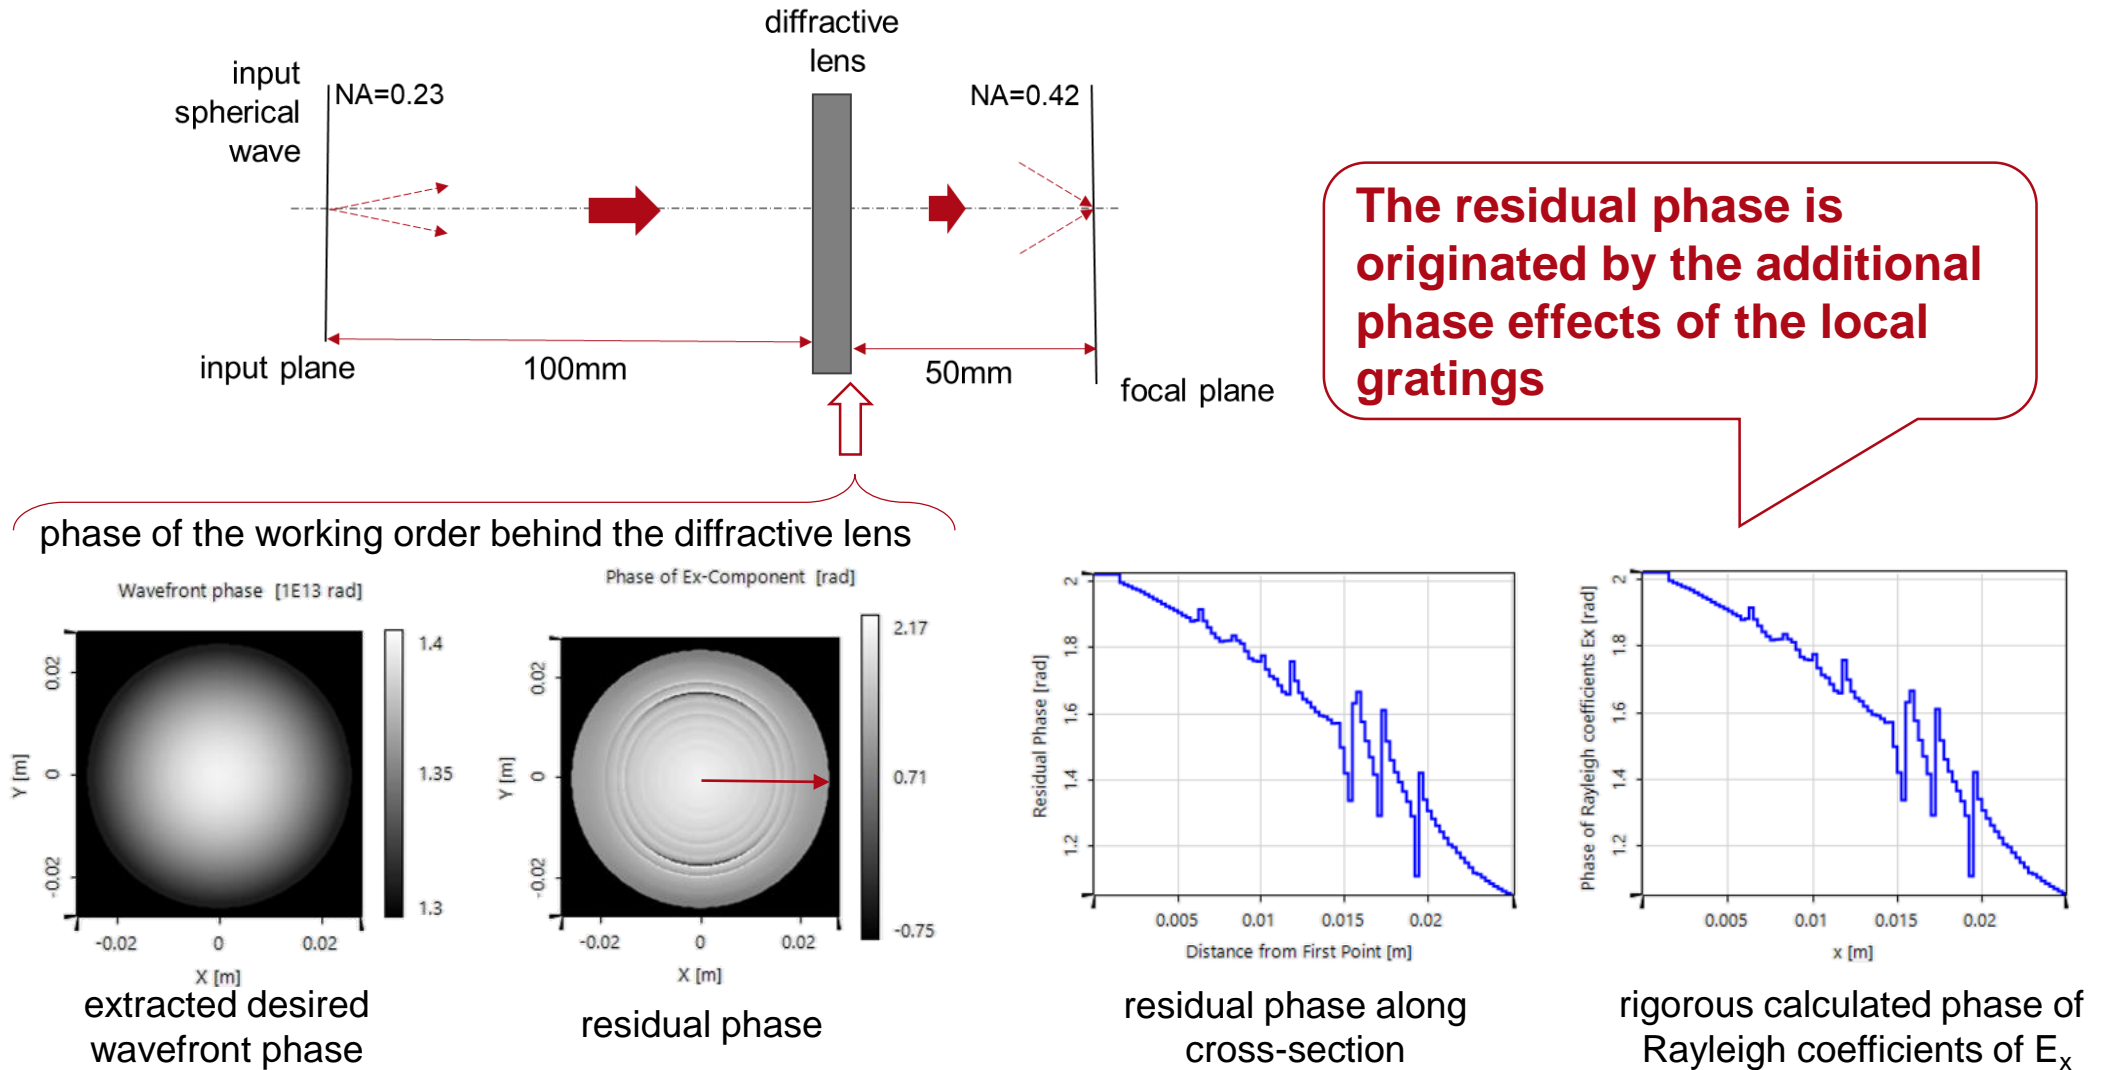 diffractive
lens
input
spherical
wave
NA=0.23
NA=0.42
input plane
100mm
50mm
focal plane
The residual phase is
originated by the additional
phase effects of the local
gratings
phase of the working order behind the diffractive lens
Wavefront phase [1E13 rad]
1.4
1.35
1.3
Y [m]
0.02
0
-0.02
-0.02
0
0.02
X [m]
extracted desired
wavefront phase
Phase of Ex-Component [rad]
2.17
0.71
-0.75
Y [m]
0.02
0
-0.02
-0.02
0
0.02
X [m]
residual phase
Residual Phase [rad]
2
1.8
1.6
1.4
1.2
0.005
0.01
0.015
0.02
Distance from First Point [m]
residual phase along
cross-section
Phase of Rayleigh coefficients Ex [rad]
2
1.8
1.6
1.4
1.2
0.005
0.01
0.015
0.02
x [m]
rigorous calculated phase of
Rayleigh coefficients of Eₓ